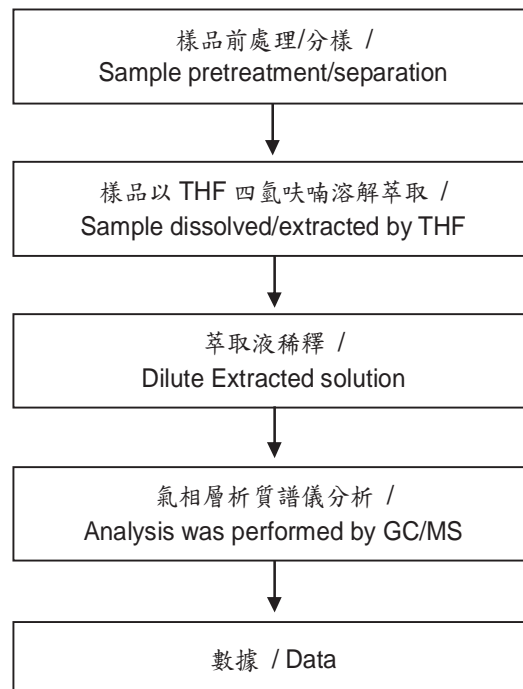 樣品前處理/分樣 /
Sample pretreatment/separation
樣品以 THF 四氫呋喃溶解萃取 /
Sample dissolved/extracted by THF
萃取液稀釋 /
Dilute Extracted solution
氣相層析質譜儀分析 /
Analysis was performed by GC/MS
數據 / Data